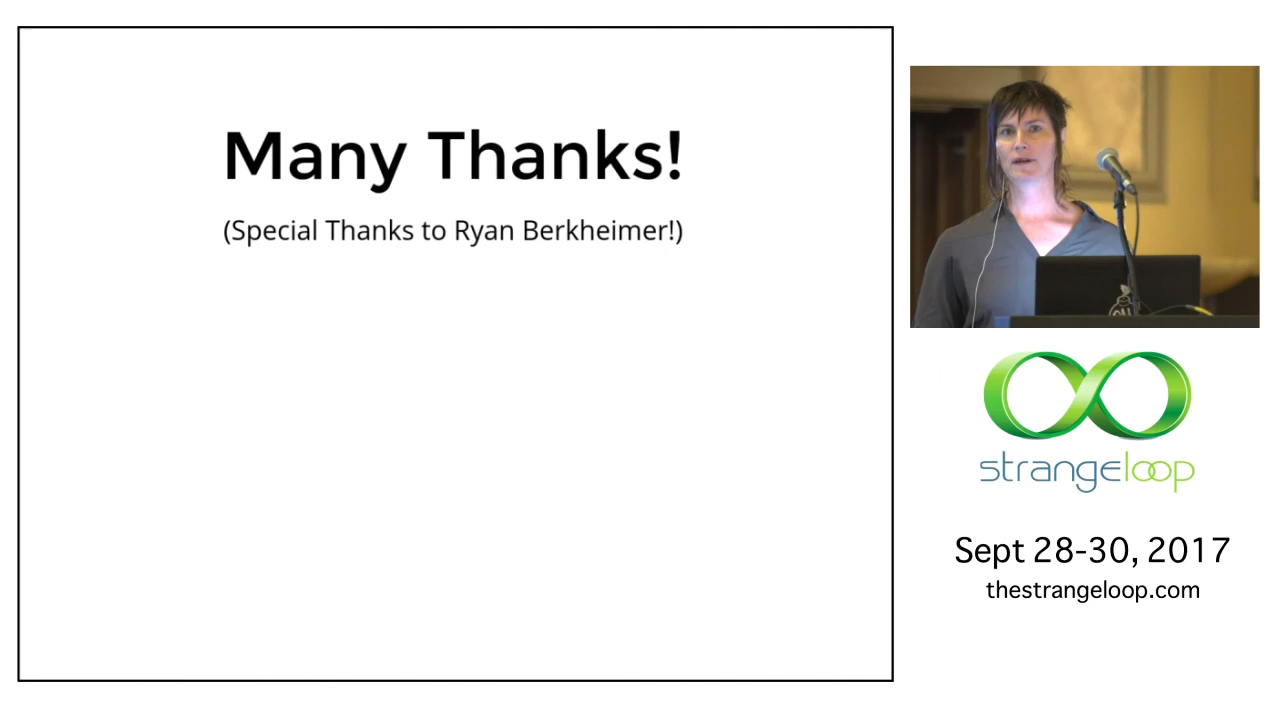 Many Thanks!
(Special Thanks to Ryan Berkheimer!)
strangeloop
Sept 28-30, 2017
thestrangeloop.com